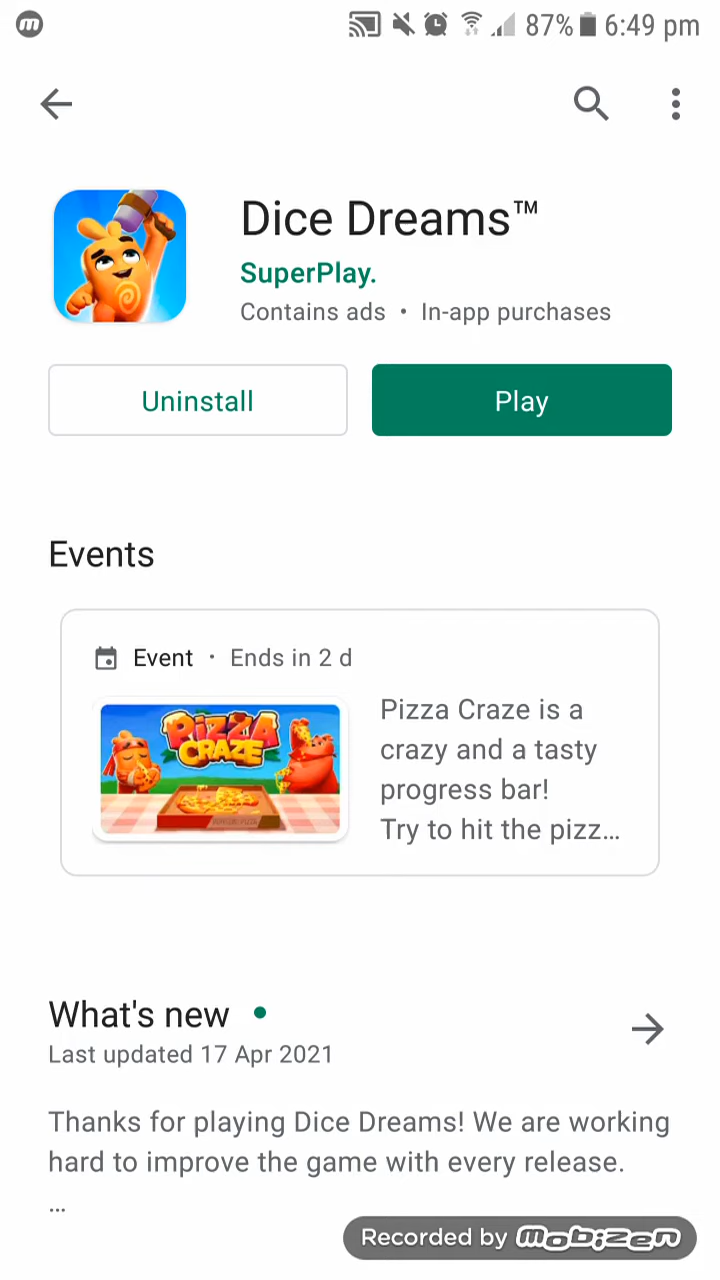 m 87% 6:49 pm
Dice Dreams™
SuperPlay.
Contains ads • In-app purchases
Uninstall
Play
Events
Event · Ends in 2 d
PIZZA
CRAZE
Pizza Craze is a
crazy and a tasty
progress bar!
Try to hit the pizz...
What's new
Last updated 17 Apr 2021
Thanks for playing Dice Dreams! We are working
hard to improve the game with every release.
...
Recorded by mobizen